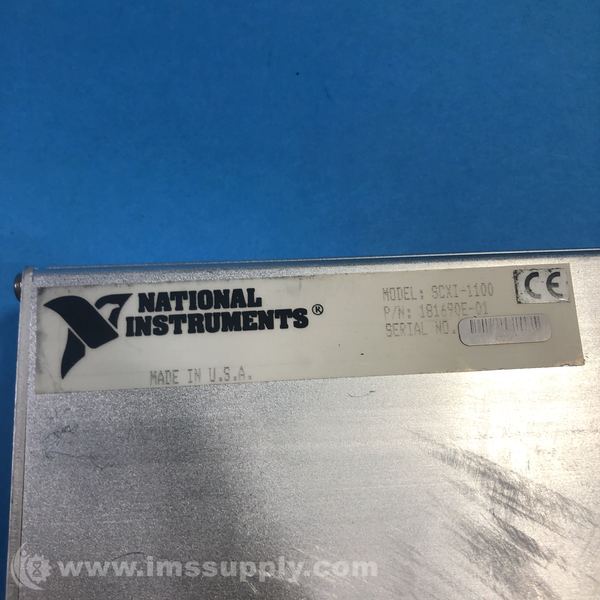 NATIONAL
INSTRUMENTS®
MADE IN U.S.A.
MODEL: SCXI-1100
P/N: 181690E-01
SERIAL NO.
CE
www.imssupply.com